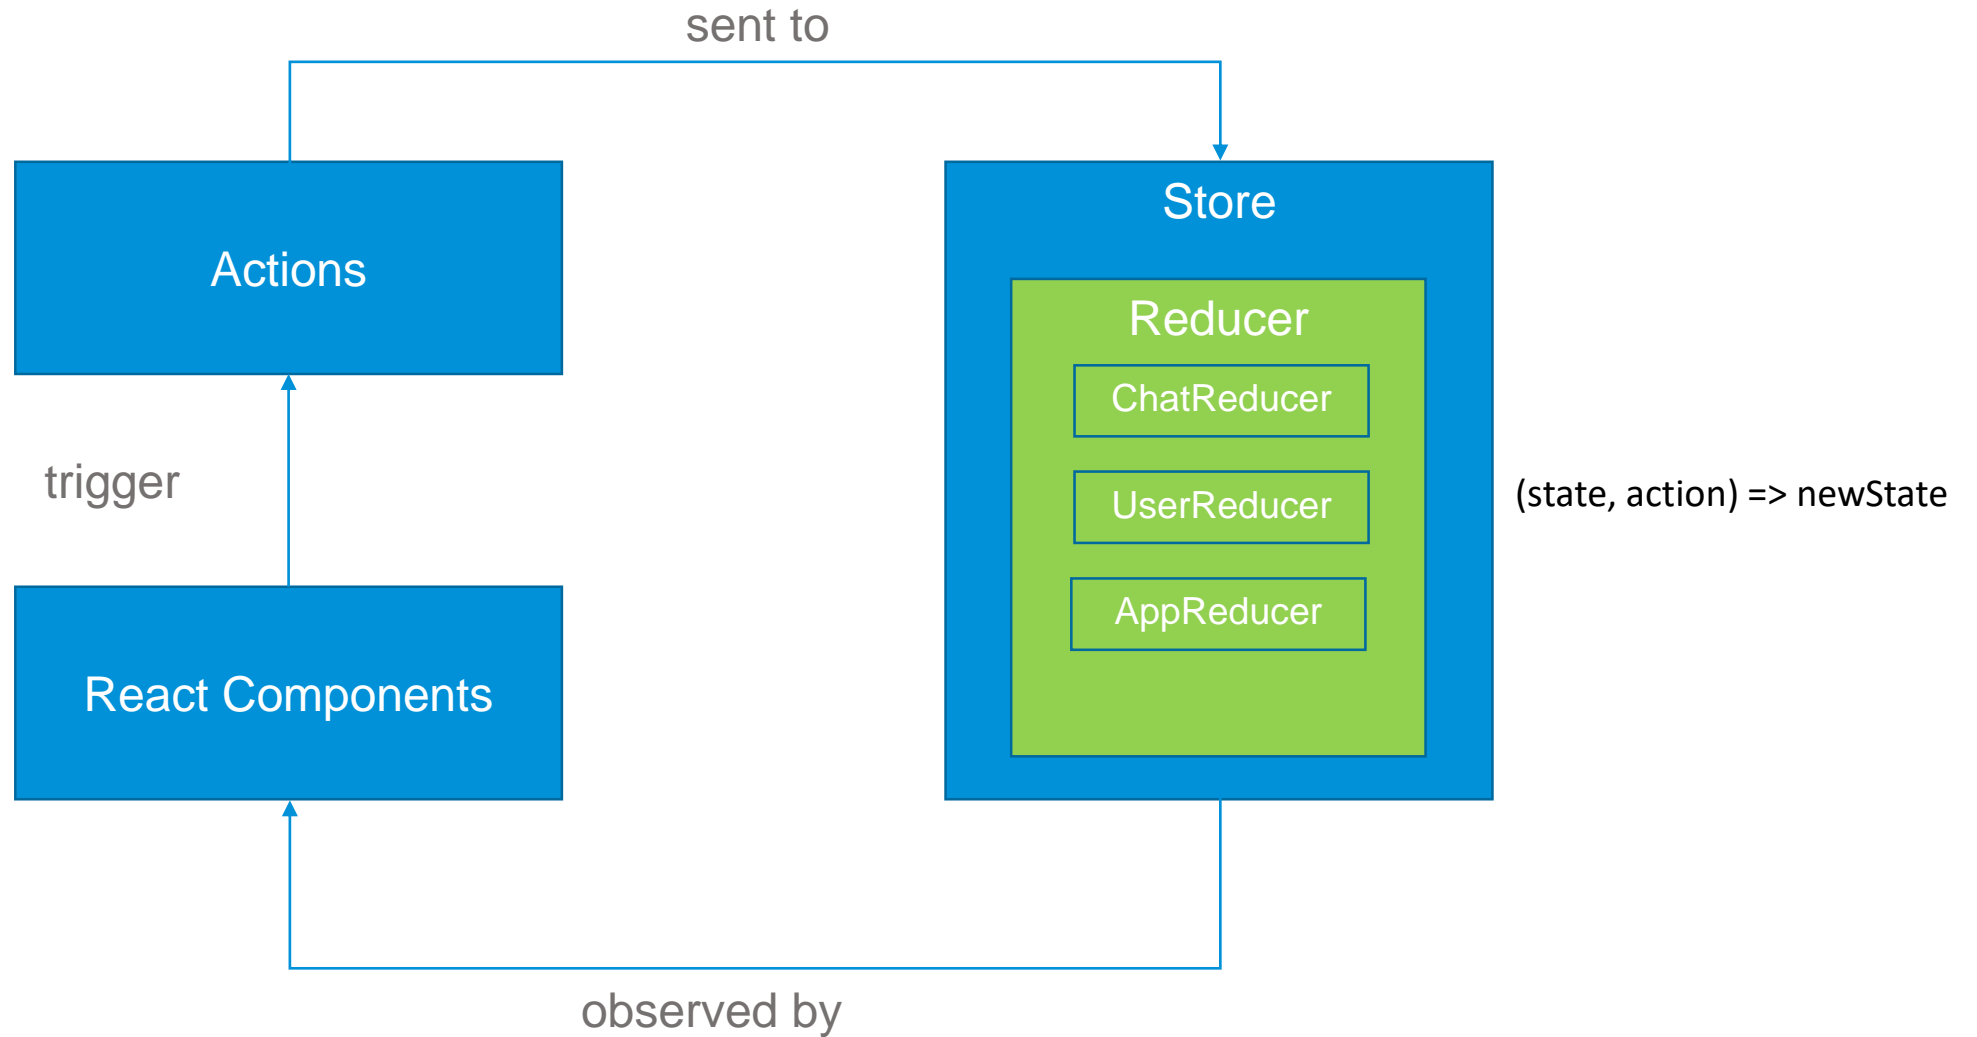 sent to
Actions
Store
Reducer
ChatReducer
UserReducer
AppReducer
trigger
(state, action) => newState
React Components
observed by